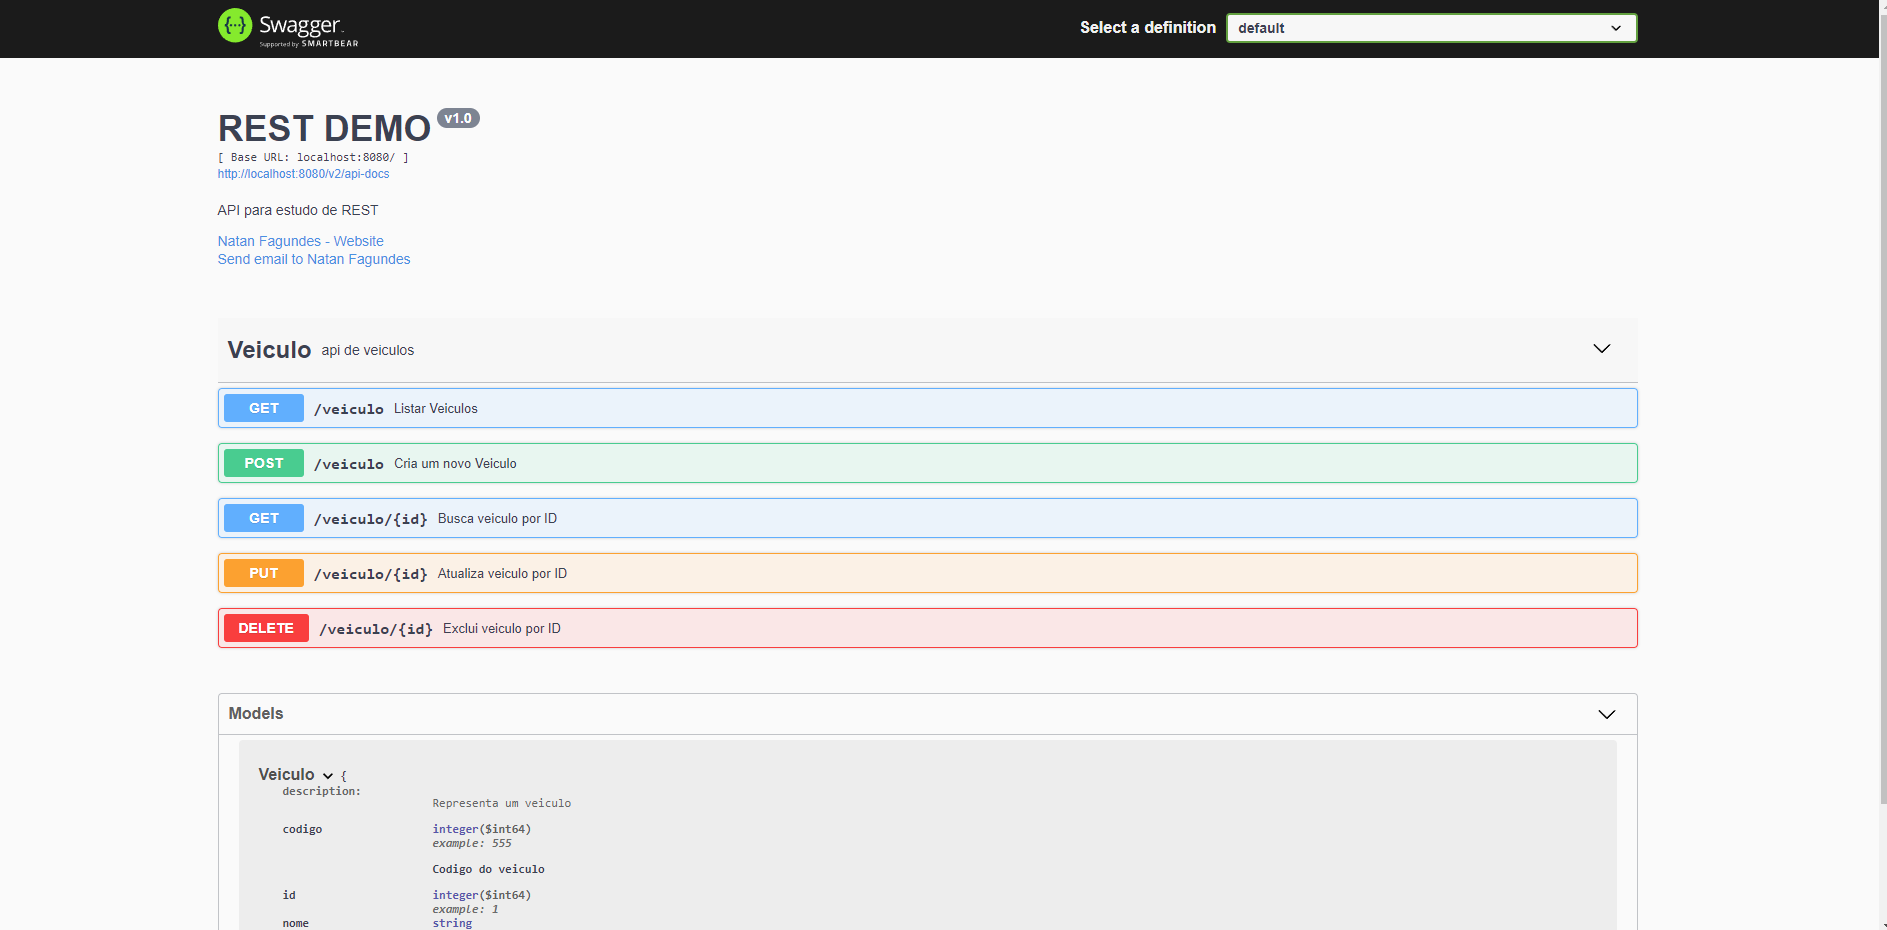 {···} Swagger
Supported by SMARTBEAR
Select a definition
default
REST DEMO v1.0
[ Base URL: localhost:8080/ ]
http://localhost:8080/v2/api-docs
API para estudo de REST
Natan Fagundes - Website
Send email to Natan Fagundes
Veiculo api de veiculos
GET /veiculo Listar Veiculos
POST /veiculo Cria um novo Veiculo
GET /veiculo/{id} Busca veiculo por ID
PUT /veiculo/{id} Atualiza veiculo por ID
DELETE /veiculo/{id} Exclui veiculo por ID
Models
Veiculo {
description:
Representa um veiculo
codigo integer($int64)
example: 555
Codigo do veiculo
id integer($int64)
example: 1
nome string